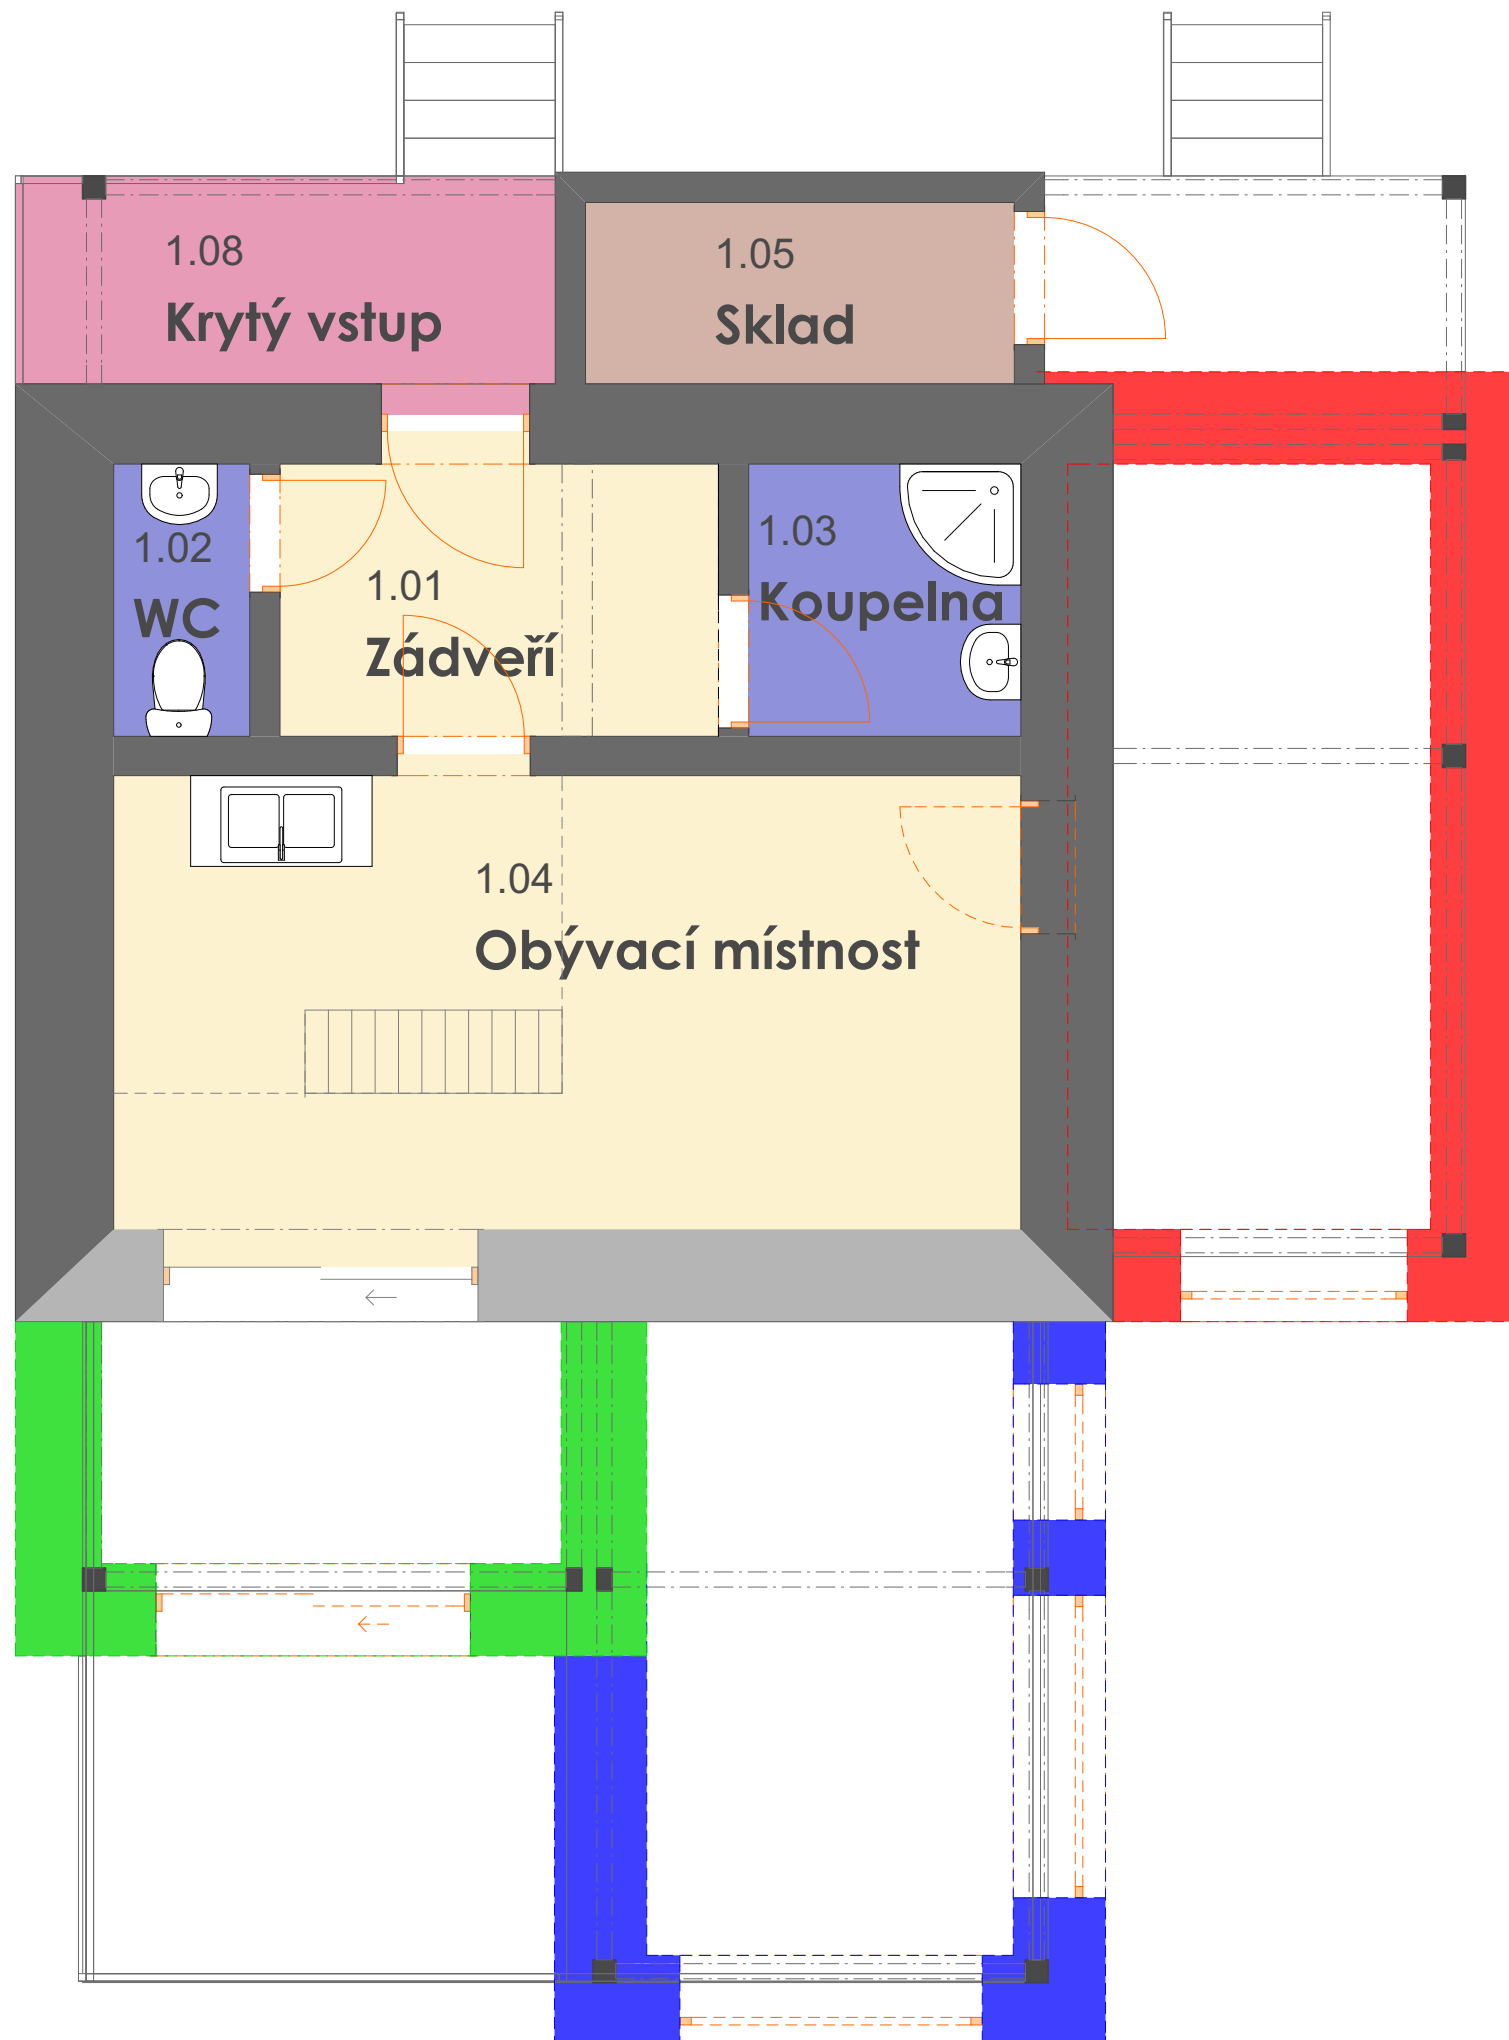 1.08
Krytý vstup
1.05
Sklad
1.02
WC
1.01
Zádveří
1.03
Koupelna
1.04
Obývací místnost